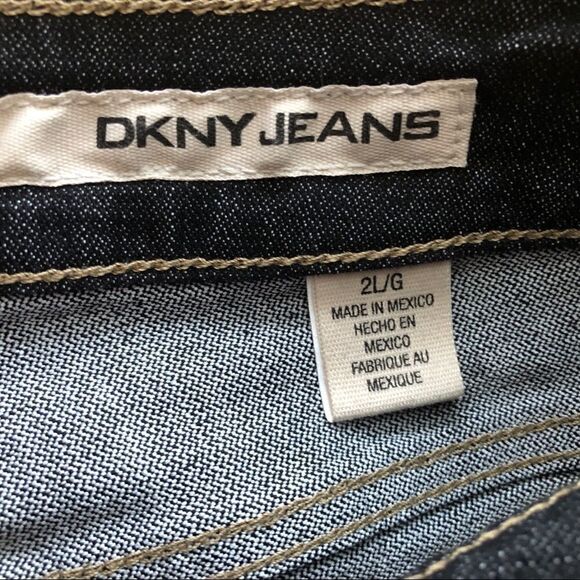 DKNY JEANS
2L/G
MADE IN MEXICO
HECHO EN
MEXICO
FABRIQUE AU
MEXIQUE